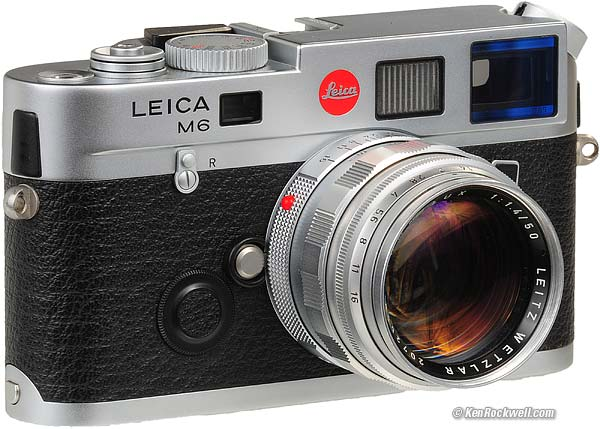 LEICA
M6
Leica
R
4 5.6 8 11 16
1:1.4/50 LEITZ WETZLAR
© KenRockwell.com